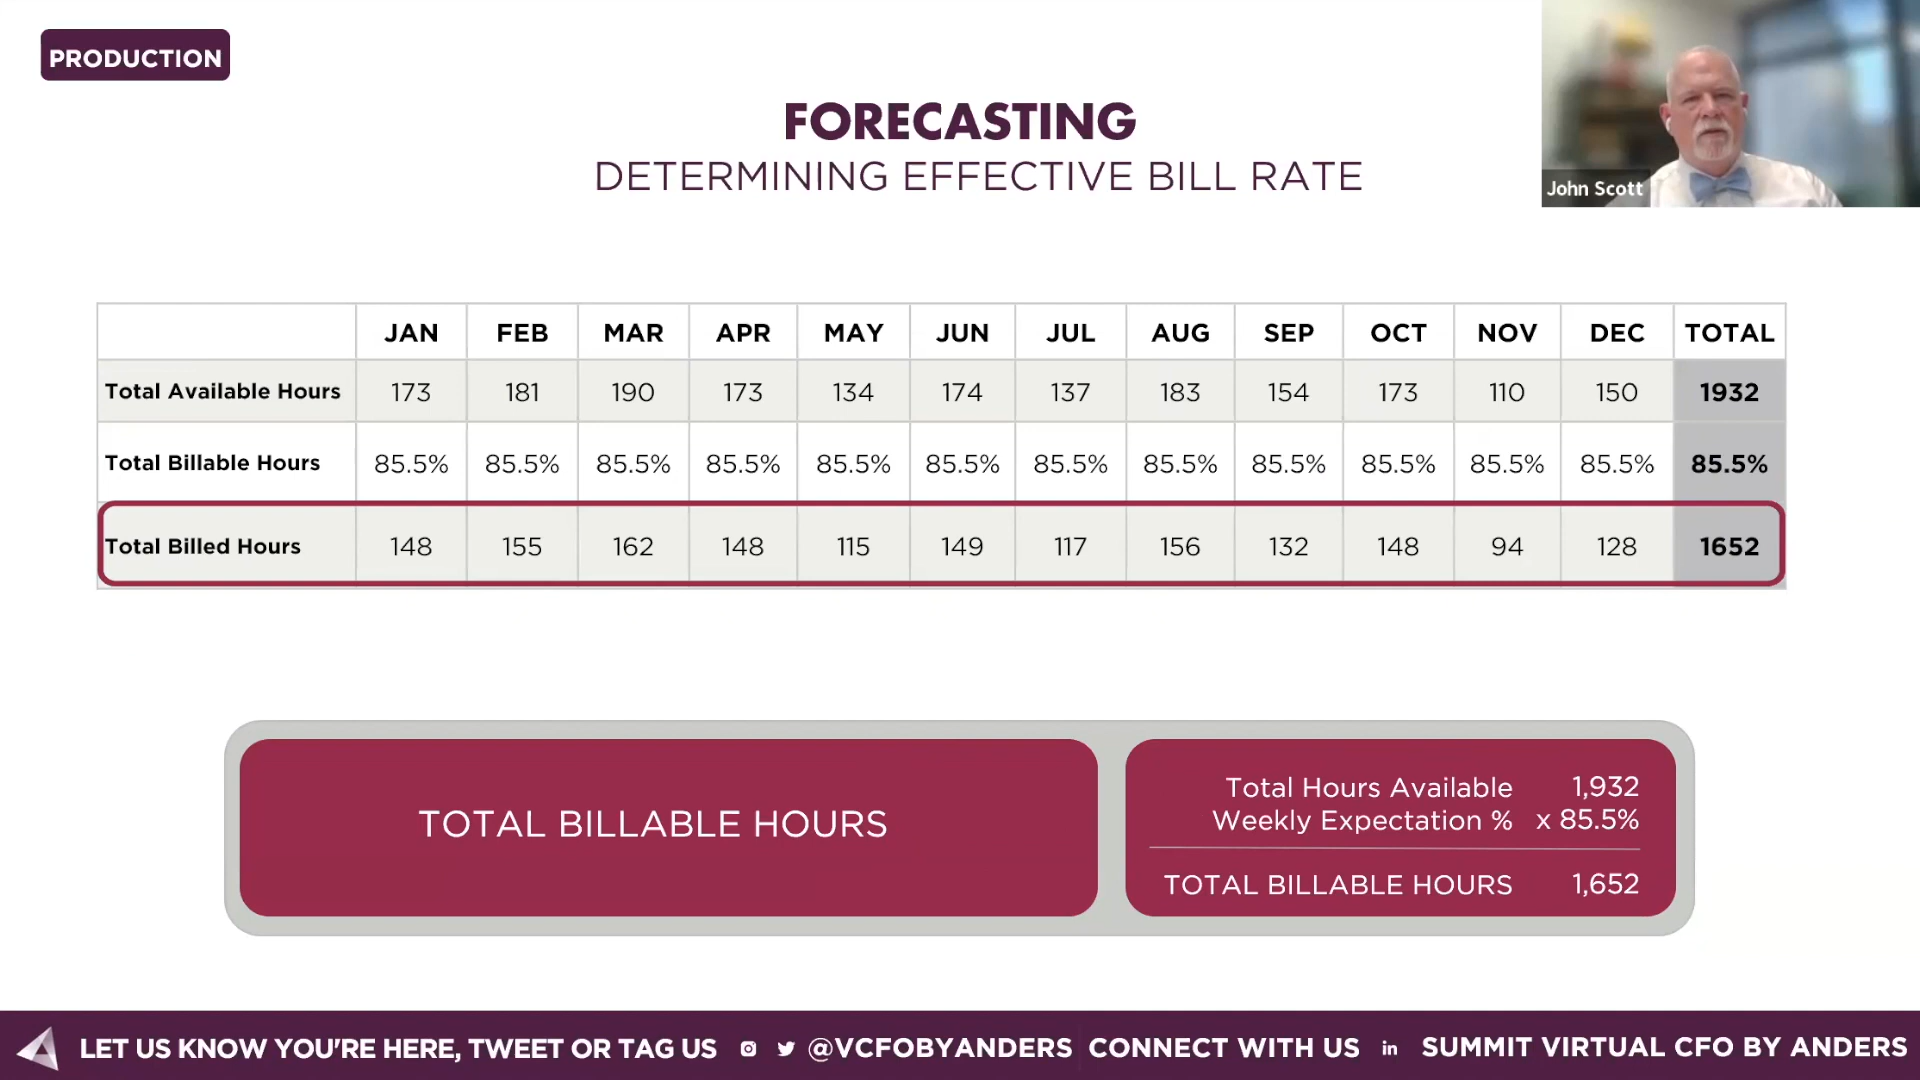 PRODUCTION
FORECASTING
DETERMINING EFFECTIVE BILL RATE
John Scott
JAN FEB MAR APR MAY JUN JUL AUG SEP OCT NOV DEC TOTAL
Total Available Hours 173 181 190 173 134 174 137 183 154 173 110 150 1932
Total Billable Hours 85.5% 85.5% 85.5% 85.5% 85.5% 85.5% 85.5% 85.5% 85.5% 85.5% 85.5% 85.5% 85.5%
Total Billed Hours 148 155 162 148 115 149 117 156 132 148 94 128 1652
TOTAL BILLABLE HOURS
Total Hours Available 1,932
Weekly Expectation % x 85.5%
TOTAL BILLABLE HOURS 1,652
LET US KNOW YOU'RE HERE, TWEET OR TAG US @VCFOBYANDERS CONNECT WITH US in SUMMIT VIRTUAL CFO BY ANDERS